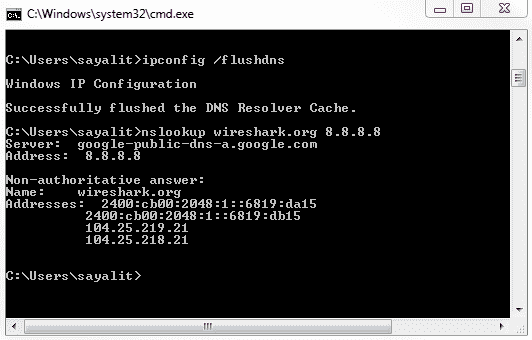 C:\Windows\system32\cmd.exe
C:\Users\sayalit>ipconfig /flushdns
Windows IP Configuration
Successfully flushed the DNS Resolver Cache.
C:\Users\sayalit>nslookup wireshark.org 8.8.8.8
Server:  google-public-dns-a.google.com
Address:  8.8.8.8
Non-authoritative answer:
Name:    wireshark.org
Addresses:  2400:cb00:2048:1::6819:da15
2400:cb00:2048:1::6819:db15
104.25.219.21
104.25.218.21
C:\Users\sayalit>